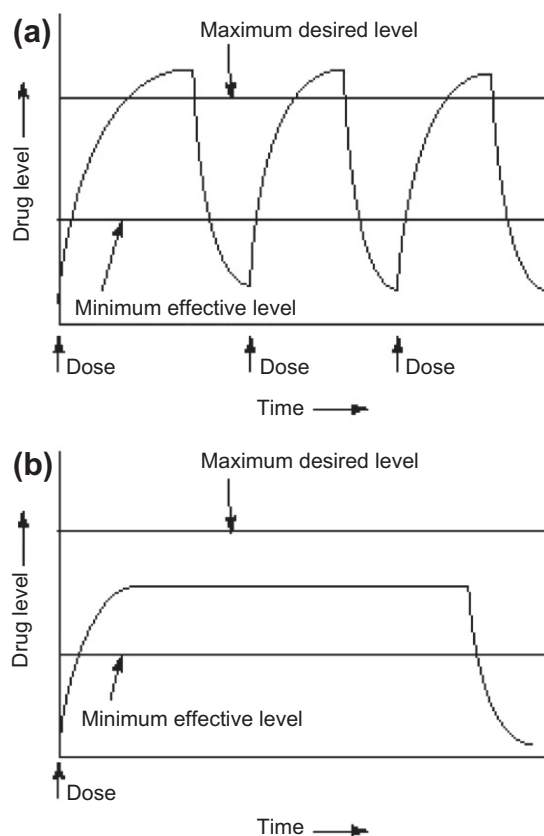 (a)
Maximum desired level
Drug level
Minimum effective level
Dose
Dose
Dose
Time
(b)
Maximum desired level
Drug level
Minimum effective level
Dose
Time